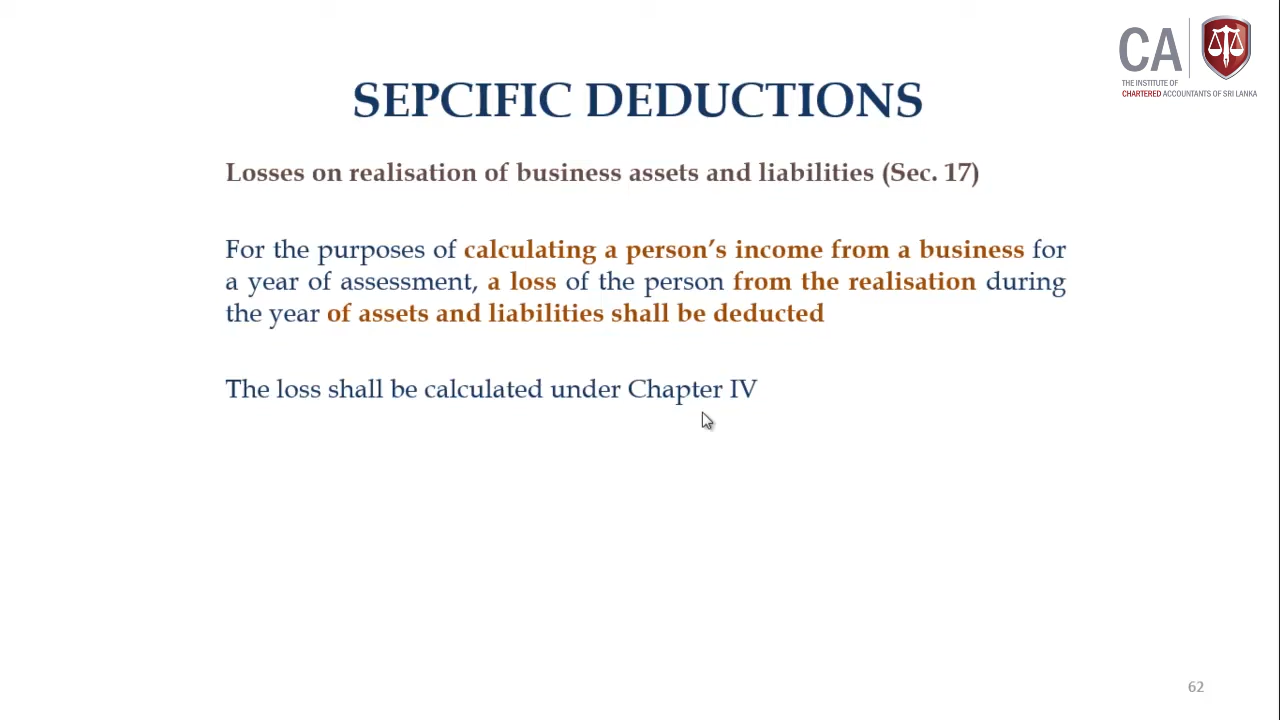 CA
THE INSTITUTE OF
CHARTERED ACCOUNTANTS OF SRI LANKA
SEPCIFIC DEDUCTIONS
Losses on realisation of business assets and liabilities (Sec. 17)
For the purposes of calculating a person’s income from a business for
a year of assessment, a loss of the person from the realisation during
the year of assets and liabilities shall be deducted
The loss shall be calculated under Chapter IV
62